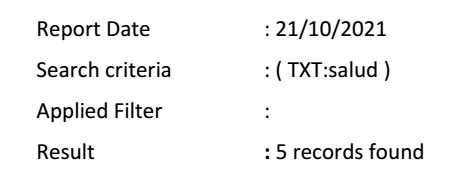 Report Date : 21/10/2021
Search criteria : ( TXT:salud )
Applied Filter :
Result : 5 records found